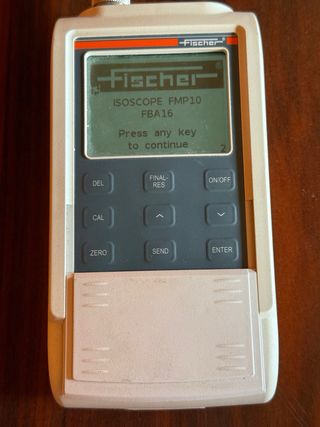 Fischer
Fischer
ISOSCOPE FMP10
FBA16
Press any key
to continue
2
DEL
FINAL-
RES
ON/OFF
CAL
ZERO
SEND
ENTER